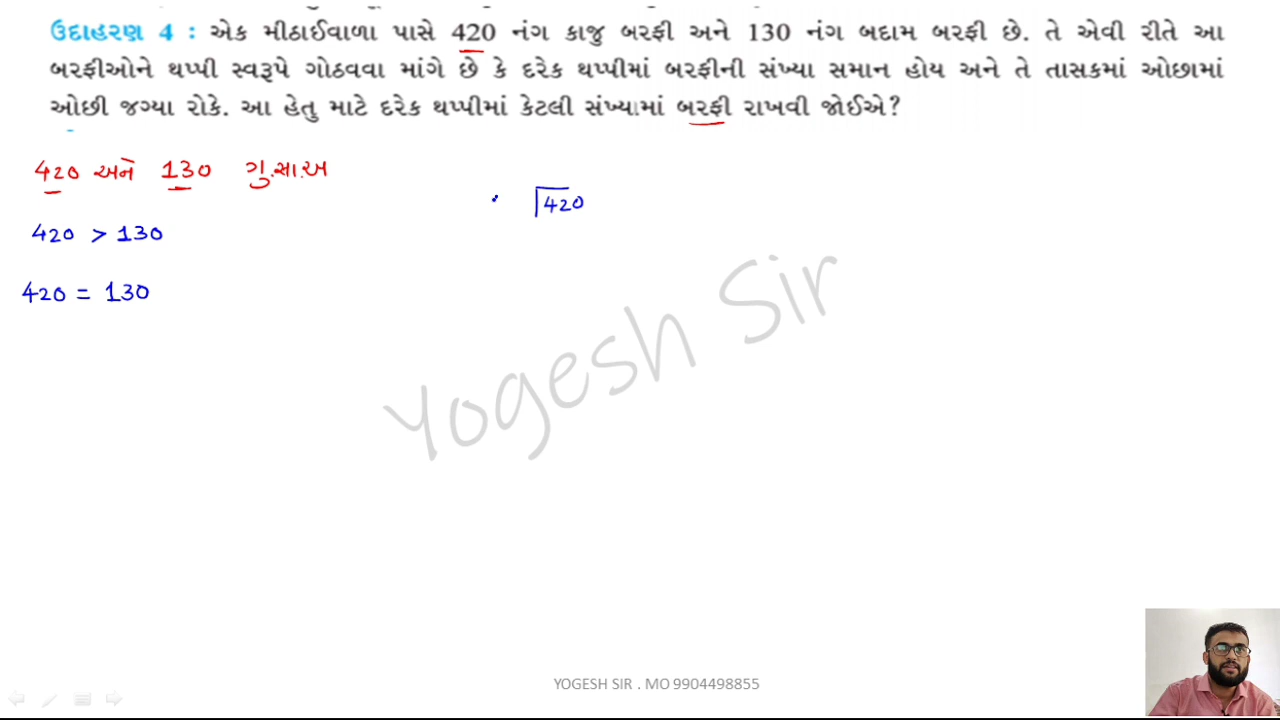 ઉદાહરણ 4 : એક મીઠાઈવાળા પાસે 420 નંગ કાજુ બરફી અને 130 નંગ બદામ બરફી છે. તે એવી રીતે આ
બરફીઓને થપ્પી સ્વરૂપે ગોઠવવા માંગે છે કે દરેક થપ્પીમાં બરફીની સંખ્યા સમાન હોય અને તે તાસકમાં ઓછામાં
ઓછી જગ્યા રોકે. આ હેતુ માટે દરેક થપ્પીમાં કેટલી સંખ્યામાં બરફી રાખવી જોઈએ?
420 અને 130 ગુ.સા.અ
420
420 > 130
420 = 130
Yogesh Sir
YOGESH SIR . MO 9904498855